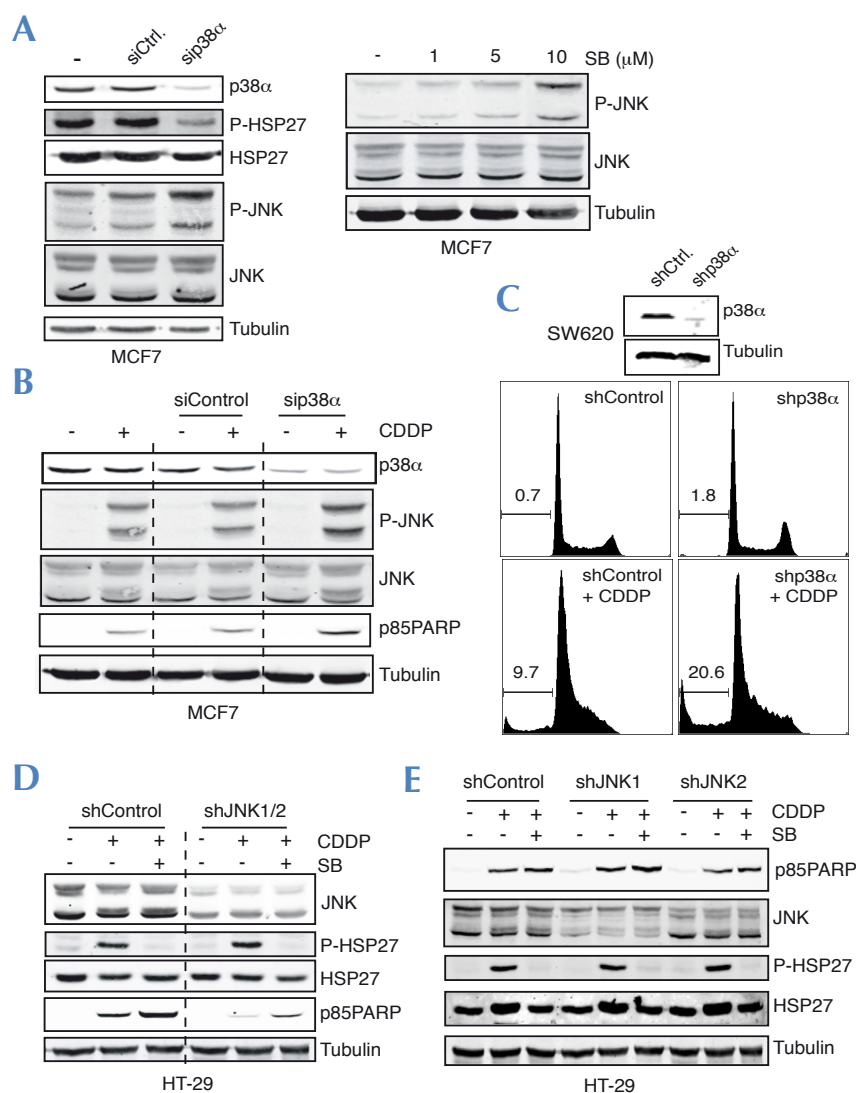 A
- siCtrl. sip38α
p38α
P-HSP27
HSP27
P-JNK
JNK
Tubulin
MCF7
- 1 5 10 SB (μM)
P-JNK
JNK
Tubulin
MCF7
B
siControl sip38α
- + - + - + CDDP
p38α
P-JNK
JNK
p85PARP
Tubulin
MCF7
C
shCtrl. shp38α
SW620
p38α
Tubulin
shControl
0.7
shp38α
1.8
shControl
+ CDDP
9.7
shp38α
+ CDDP
20.6
D
shControl shJNK1/2
- + + - + + CDDP
- - + - - + SB
JNK
P-HSP27
HSP27
p85PARP
Tubulin
HT-29
E
shControl shJNK1 shJNK2
- + + - + + - + + CDDP
- - + - - + - - + SB
p85PARP
JNK
P-HSP27
HSP27
Tubulin
HT-29